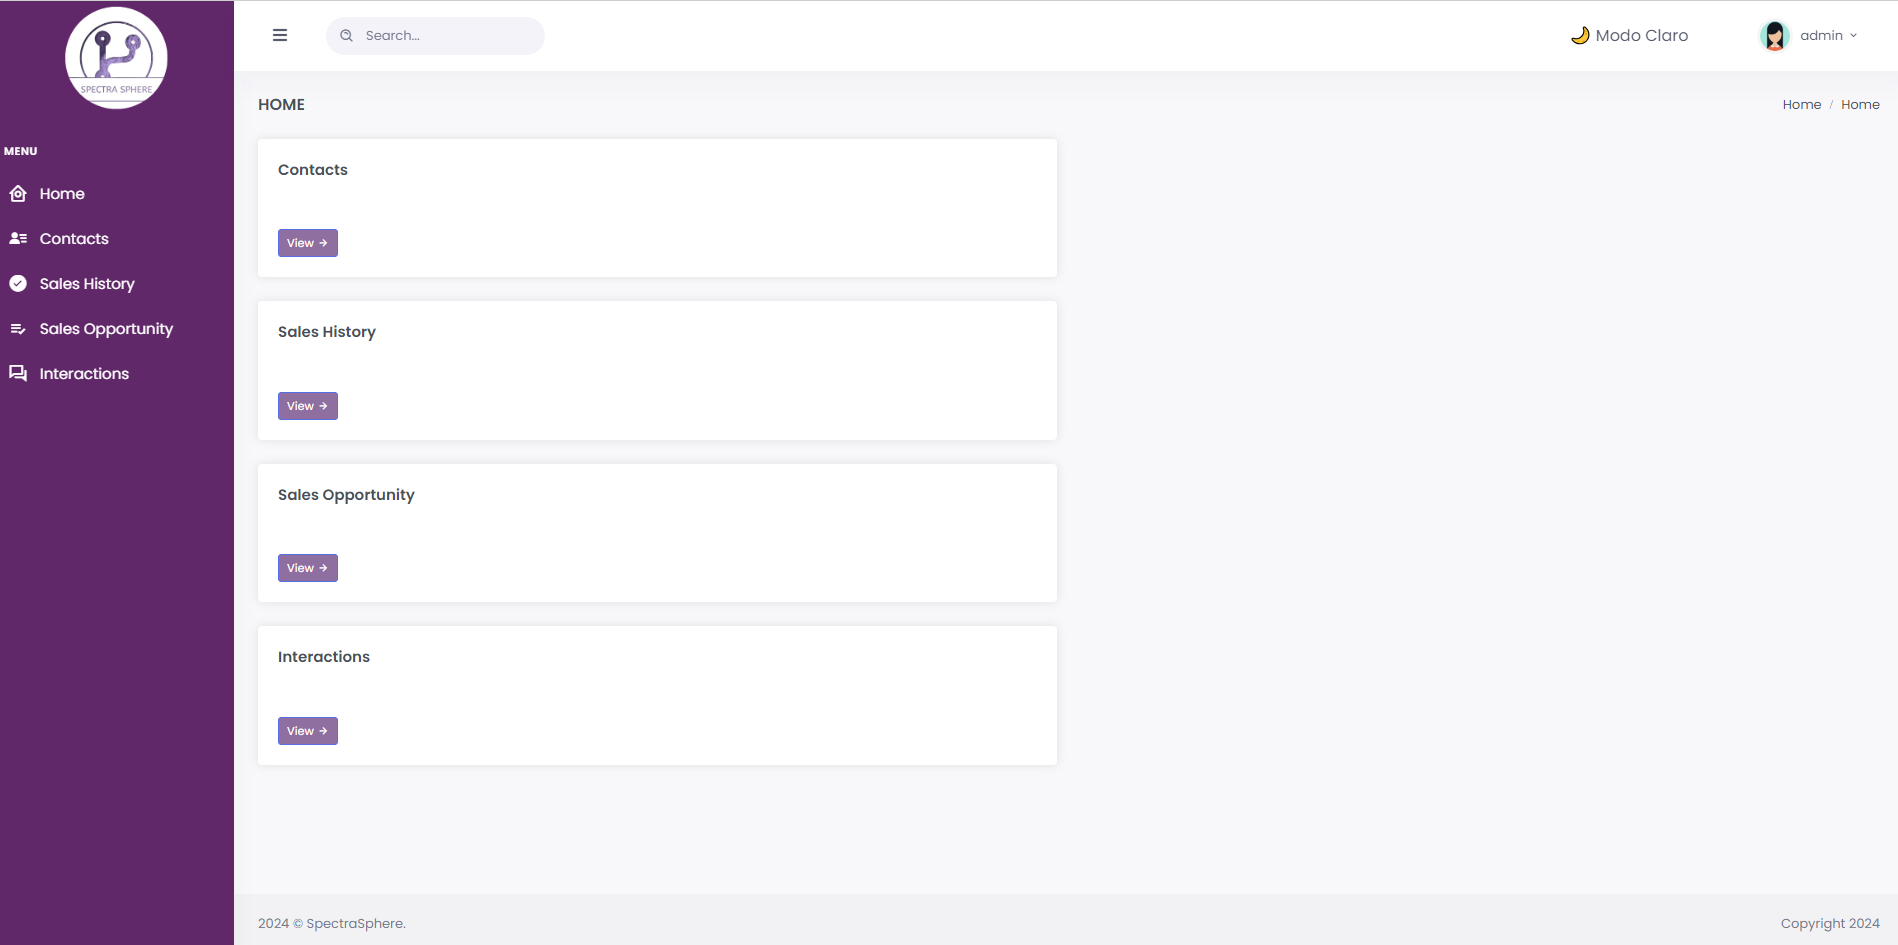 SPECTRA SPHERE
MENU
Home
Contacts
Sales History
Sales Opportunity
Interactions
Search...
Modo Claro
admin
HOME
Home / Home
Contacts
View →
Sales History
View →
Sales Opportunity
View →
Interactions
View →
2024 © SpectraSphere.
Copyright 2024